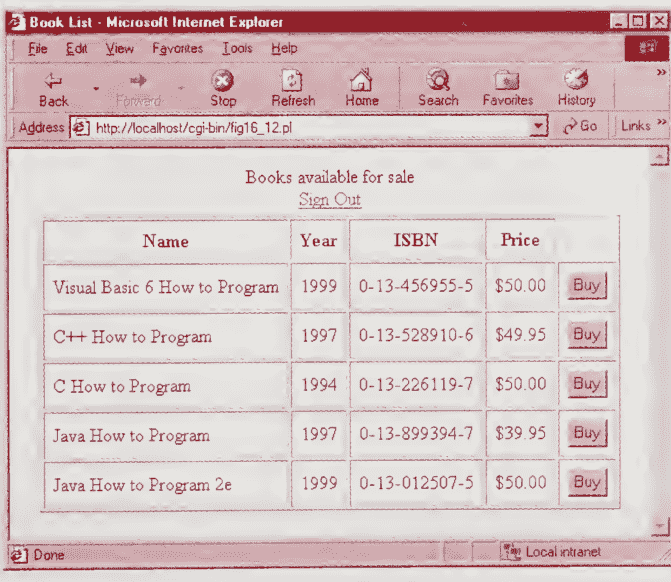 Book List - Microsoft Internet Explorer
File Edit View Favorites Tools Help
Back Forward Stop Refresh Home Search Favorites History »
Address http://localhost/cgi-bin/fig16_12.pl Go Links »
Books available for sale
Sign Out
Name Year ISBN Price
Visual Basic 6 How to Program 1999 0-13-456955-5 $50.00 Buy
C++ How to Program 1997 0-13-528910-6 $49.95 Buy
C How to Program 1994 0-13-226119-7 $50.00 Buy
Java How to Program 1997 0-13-899394-7 $39.95 Buy
Java How to Program 2e 1999 0-13-012507-5 $50.00 Buy
Done Local intranet